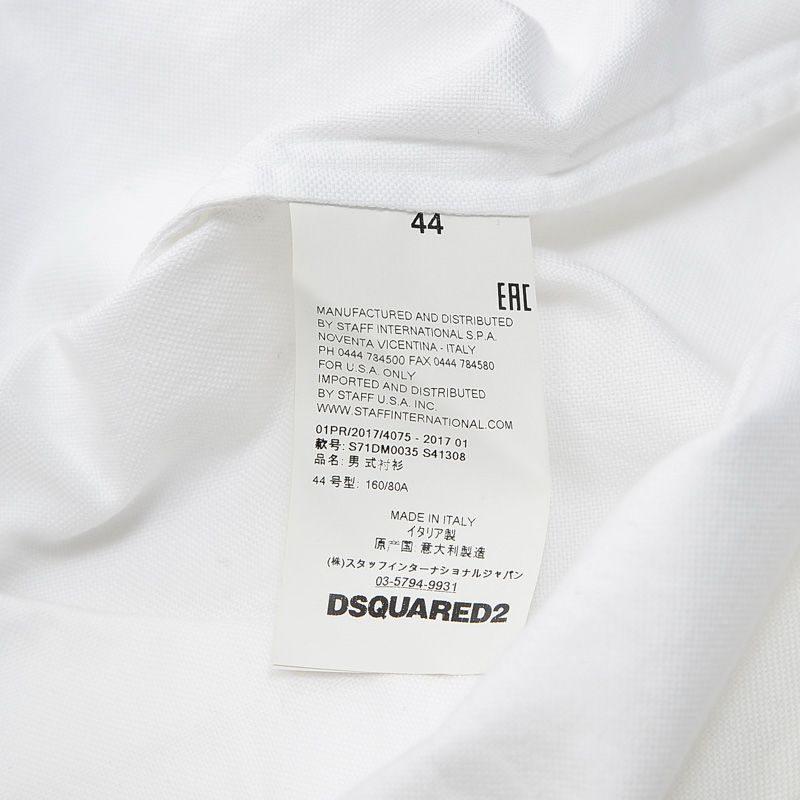 44
EAC
MANUFACTURED AND DISTRIBUTED
BY STAFF INTERNATIONAL S.P.A.
NOVENTA VICENTINA - ITALY
PH 0444 784500 FAX 0444 784580
FOR U.S.A. ONLY
IMPORTED AND DISTRIBUTED
BY STAFF U.S.A. INC.
WWW.STAFFINTERNATIONAL.COM
01PR/2017/4075 - 2017 01
款号: S71DM0035 S41308
品名: 男 式衬衫
44 号型: 160/80A
MADE IN ITALY
イタリア製
原产国: 意大利製造
(株)スタッフインターナショナルジャパン
03-5794-9931
DSQUARED2